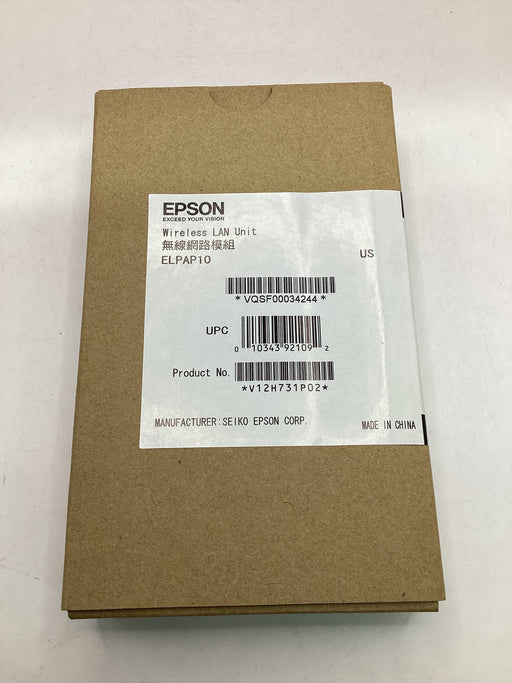 EPSON
EXCEED YOUR VISION
Wireless LAN Unit
無線網路模組
ELPAP10
US
*VQSF00034244*
UPC
0 10343 92109 2
Product No.
*V12H731P02*
MANUFACTURER:SEIKO EPSON CORP.
MADE IN CHINA